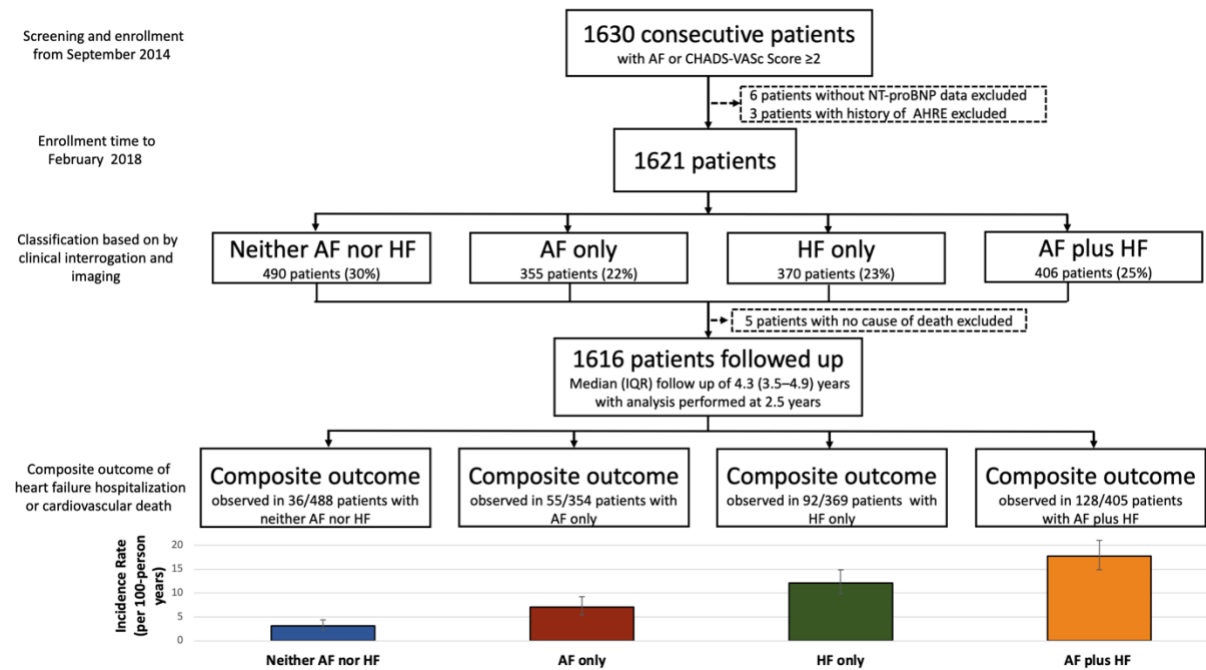 Screening and enrollment
from September 2014
1630 consecutive patients
with AF or CHADS-VASc Score ≥2
6 patients without NT-proBNP data excluded
3 patients with history of AHRE excluded
Enrollment time to
February 2018
1621 patients
Classification based on by
clinical interrogation and
imaging
Neither AF nor HF
490 patients (30%)
AF only
355 patients (22%)
HF only
370 patients (23%)
AF plus HF
406 patients (25%)
5 patients with no cause of death excluded
1616 patients followed up
Median (IQR) follow up of 4.3 (3.5–4.9) years
with analysis performed at 2.5 years
Composite outcome of
heart failure hospitalization
or cardiovascular death
Composite outcome
observed in 36/488 patients with
neither AF nor HF
Composite outcome
observed in 55/354 patients with
AF only
Composite outcome
observed in 92/369 patients with
HF only
Composite outcome
observed in 128/405 patients
with AF plus HF
Incidence Rate
(per 100-person
years)
20
15
10
5
0
Neither AF nor HF
AF only
HF only
AF plus HF